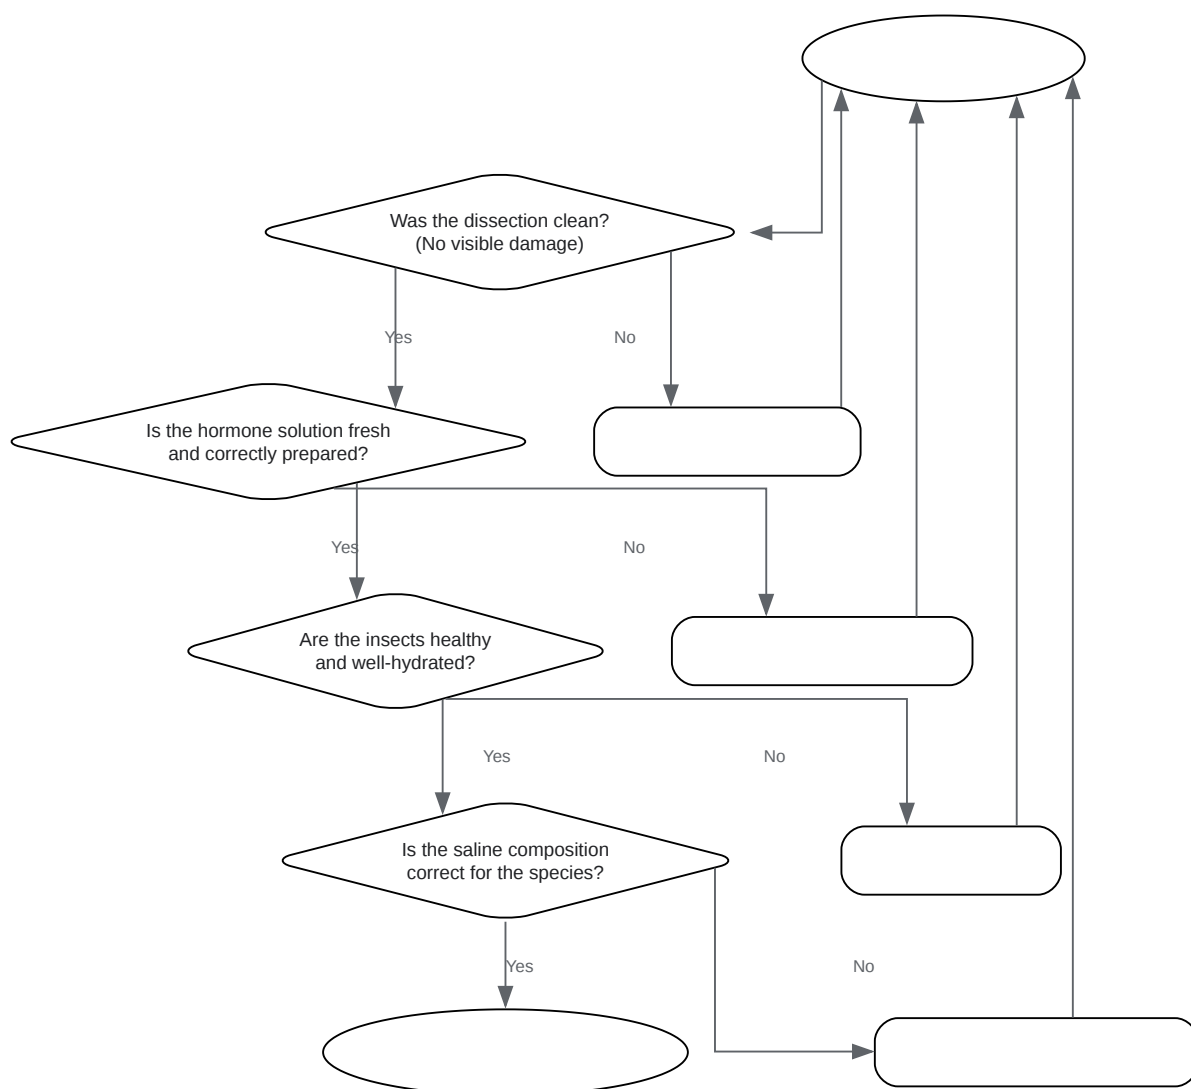 Was the dissection clean?
(No visible damage)
Yes
No
Is the hormone solution fresh
and correctly prepared?
Yes
No
Are the insects healthy
and well-hydrated?
Yes
No
Is the saline composition
correct for the species?
Yes
No